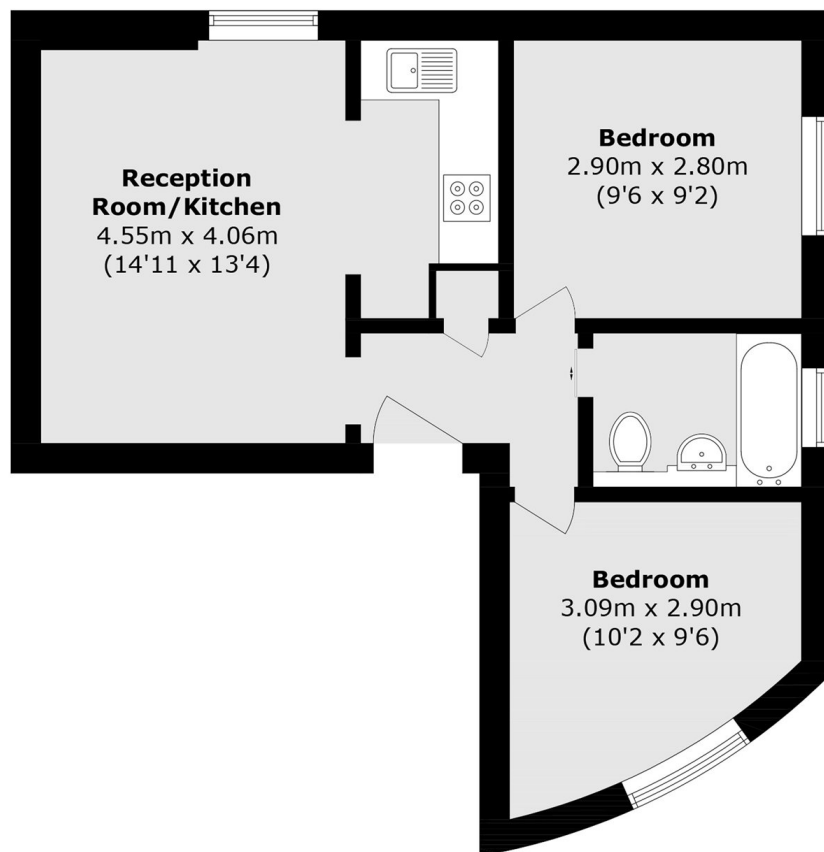 Reception
Room/Kitchen
4.55m x 4.06m
(14'11 x 13'4)
Bedroom
2.90m x 2.80m
(9'6 x 9'2)
Bedroom
3.09m x 2.90m
(10'2 x 9'6)